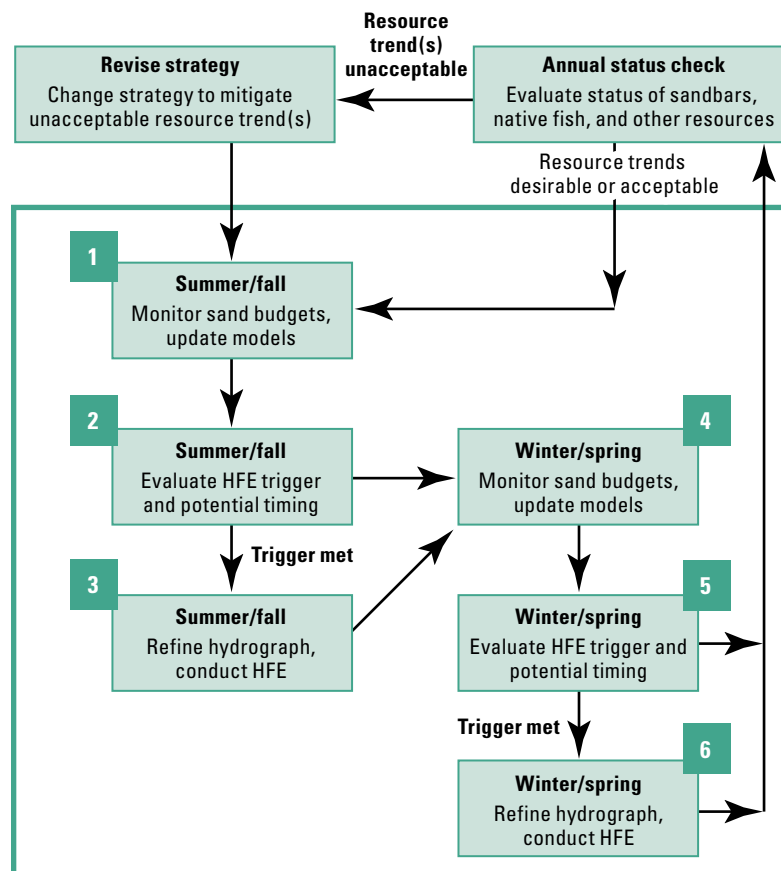 Resource
trend(s)
unacceptable
Revise strategy
Change strategy to mitigate
unacceptable resource trend(s)
Annual status check
Evaluate status of sandbars,
native fish, and other resources
Resource trends
desirable or acceptable
1
Summer/fall
Monitor sand budgets,
update models
2
Summer/fall
Evaluate HFE trigger
and potential timing
Trigger met
3
Summer/fall
Refine hydrograph,
conduct HFE
4
Winter/spring
Monitor sand budgets,
update models
5
Winter/spring
Evaluate HFE trigger and
potential timing
Trigger met
6
Winter/spring
Refine hydrograph,
conduct HFE